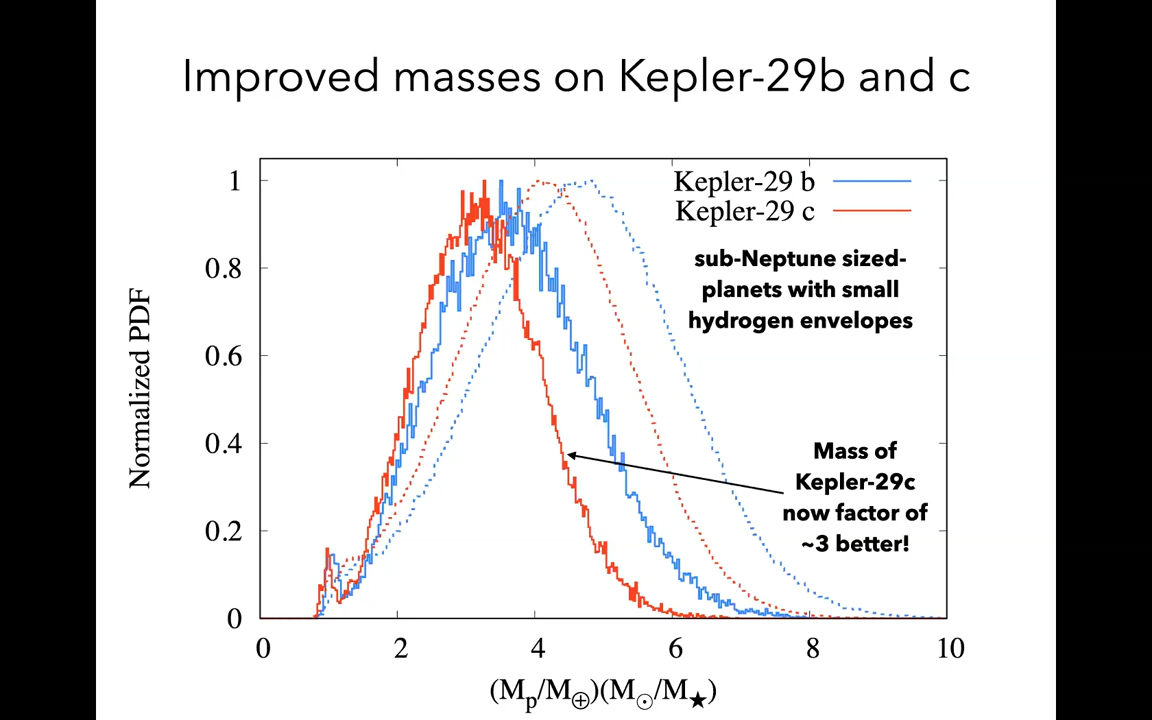 Improved masses on Kepler-29b and c
Kepler-29 b
Kepler-29 c
sub-Neptune sized-
planets with small
hydrogen envelopes
Mass of
Kepler-29c
now factor of
~3 better!
Normalized PDF
1
0.8
0.6
0.4
0.2
0
0 2 4 6 8 10
(Mp/M⊕)(M☉/M★)